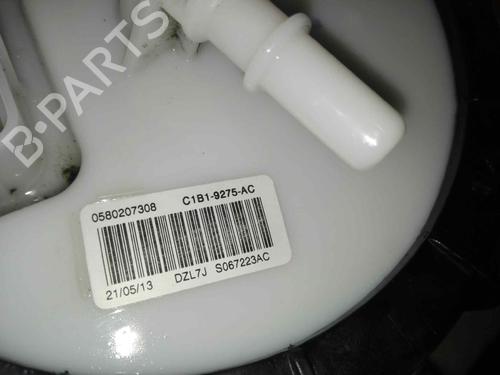 B-PARTS
0580207308 C1B1-9275-AC
21/05/13 DZL7J S067223AC